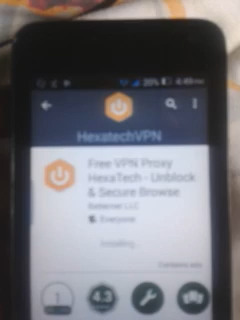 20% 4:49 PM
HexatechVPN
Free VPN Proxy
HexaTech - Unblock
& Secure Browse
Betternet LLC
Everyone
Installing...
Contains ads
1
4.3